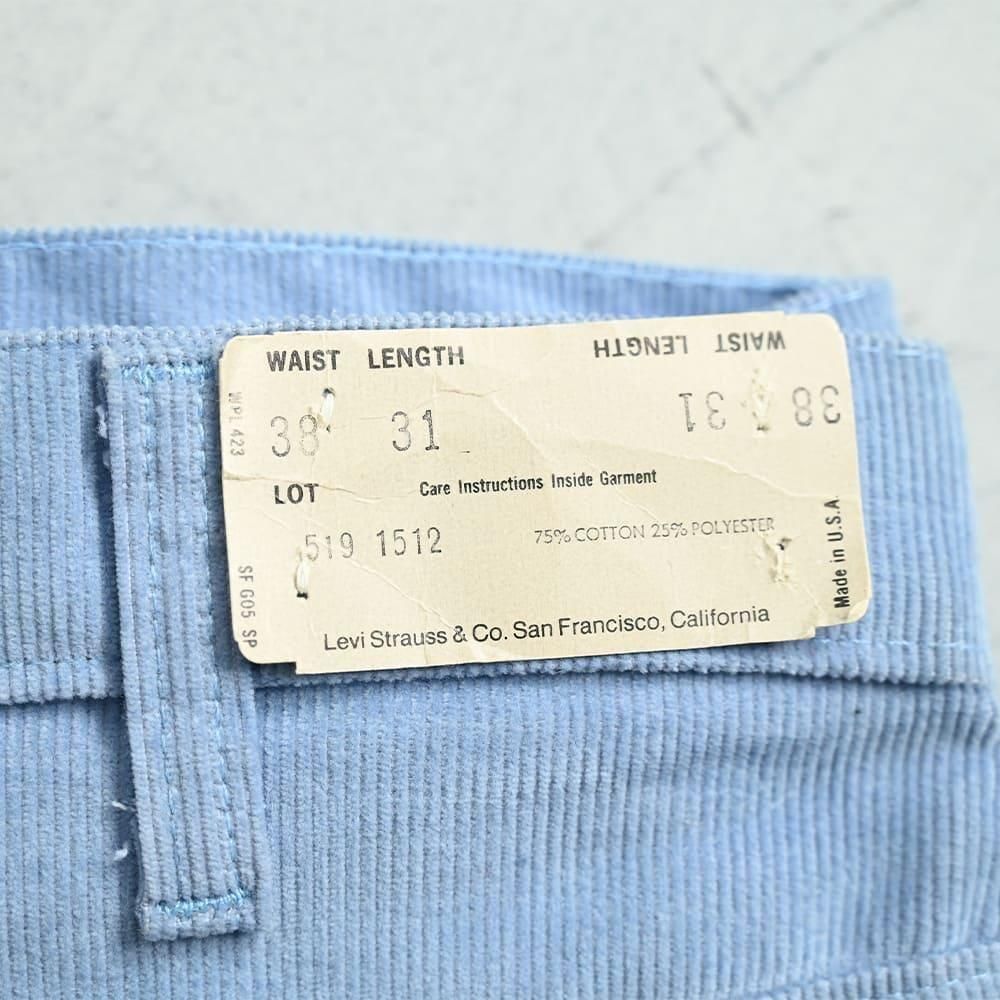 WAIST LENGTH
38 31
WAIST LENGTH
38 31
LOT
Care Instructions Inside Garment
519 1512
75% COTTON 25% POLYESTER
Levi Strauss & Co. San Francisco, California
WPL 423
SF G05 SP
Made in U.S.A.